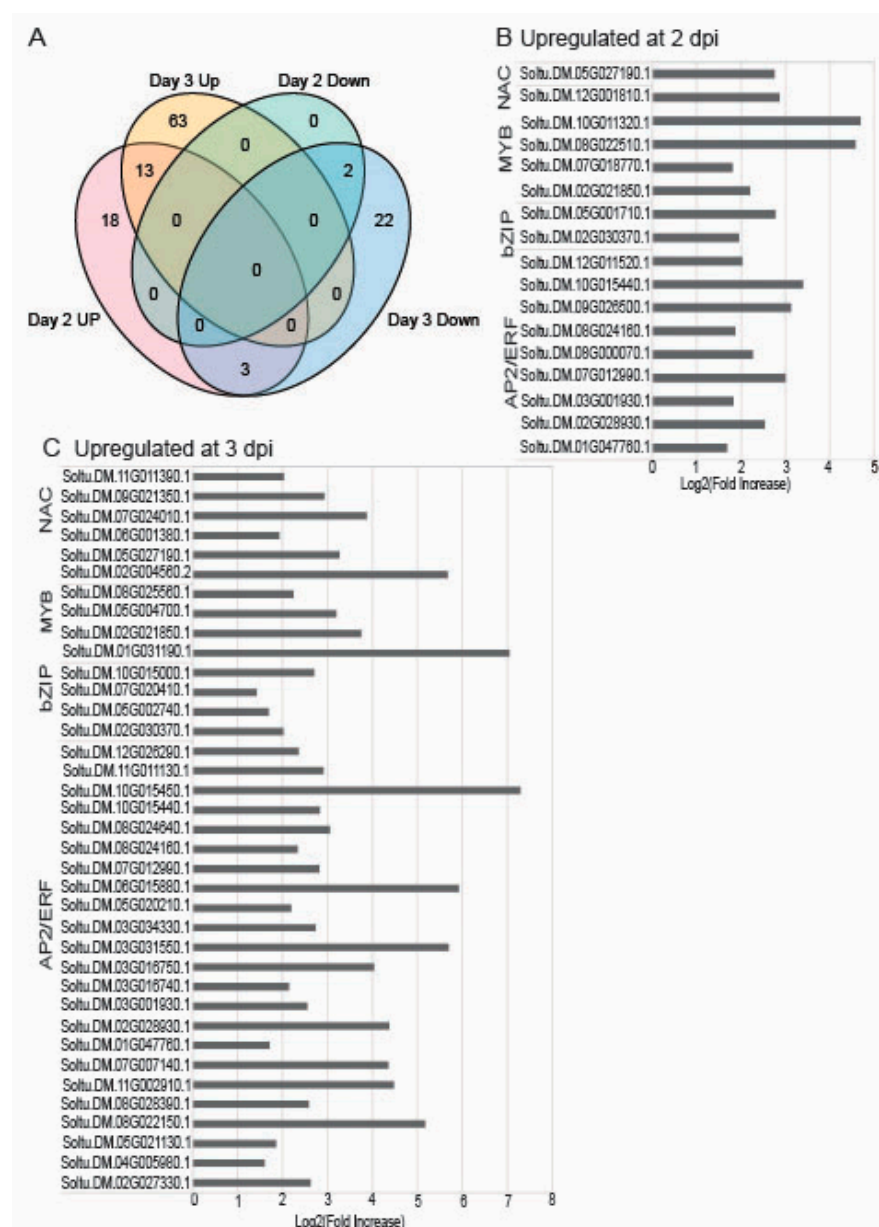 A
Day 3 Up
Day 2 Down
63
0
0
13
2
18
0
0
22
0
0
0
0
0
Day 2 UP
Day 3 Down
3
B Upregulated at 2 dpi
NAC
MYB
bZIP
AP2/ERF
Soltu.DM.05G027190.1
Soltu.DM.12G001810.1
Soltu.DM.10G011320.1
Soltu.DM.08G022510.1
Soltu.DM.07G018770.1
Soltu.DM.02G021850.1
Soltu.DM.05G001710.1
Soltu.DM.02G030370.1
Soltu.DM.12G011520.1
Soltu.DM.10G015440.1
Soltu.DM.09G026500.1
Soltu.DM.08G024160.1
Soltu.DM.08G000070.1
Soltu.DM.07G012990.1
Soltu.DM.03G001930.1
Soltu.DM.02G028930.1
Soltu.DM.01G047760.1
0 1 2 3 4 5
Log2(Fold Increase)
C Upregulated at 3 dpi
NAC
MYB
bZIP
AP2/ERF
Soltu.DM.11G011390.1
Soltu.DM.09G021350.1
Soltu.DM.07G024010.1
Soltu.DM.06G001380.1
Soltu.DM.05G027190.1
Soltu.DM.02G004560.2
Soltu.DM.08G025560.1
Soltu.DM.05G004700.1
Soltu.DM.02G021850.1
Soltu.DM.01G031190.1
Soltu.DM.10G015000.1
Soltu.DM.07G020410.1
Soltu.DM.05G002740.1
Soltu.DM.02G030370.1
Soltu.DM.12G026290.1
Soltu.DM.11G011130.1
Soltu.DM.10G015450.1
Soltu.DM.10G015440.1
Soltu.DM.08G024640.1
Soltu.DM.08G024160.1
Soltu.DM.07G012990.1
Soltu.DM.06G015880.1
Soltu.DM.05G020210.1
Soltu.DM.03G034330.1
Soltu.DM.03G031550.1
Soltu.DM.03G016750.1
Soltu.DM.03G016740.1
Soltu.DM.03G001930.1
Soltu.DM.02G028930.1
Soltu.DM.01G047760.1
Soltu.DM.07G007140.1
Soltu.DM.11G002910.1
Soltu.DM.08G028390.1
Soltu.DM.08G022150.1
Soltu.DM.05G021130.1
Soltu.DM.04G005980.1
Soltu.DM.02G027330.1
0 1 2 3 4 5 6 7 8
Log2(Fold Increase)